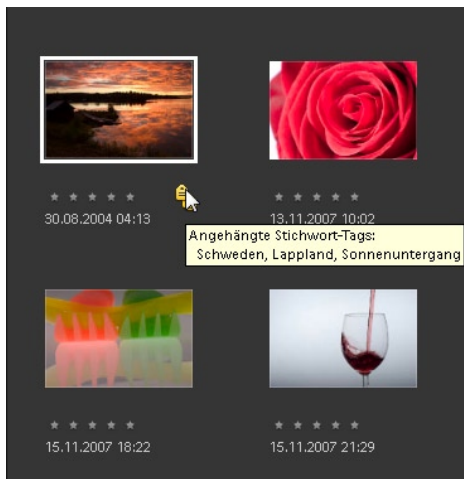 30.08.2004 04:13
13.11.2007 10:02
Angehängte Stichwort-Tags:
Schweden, Lappland, Sonnenuntergang
15.11.2007 18:22
15.11.2007 21:29